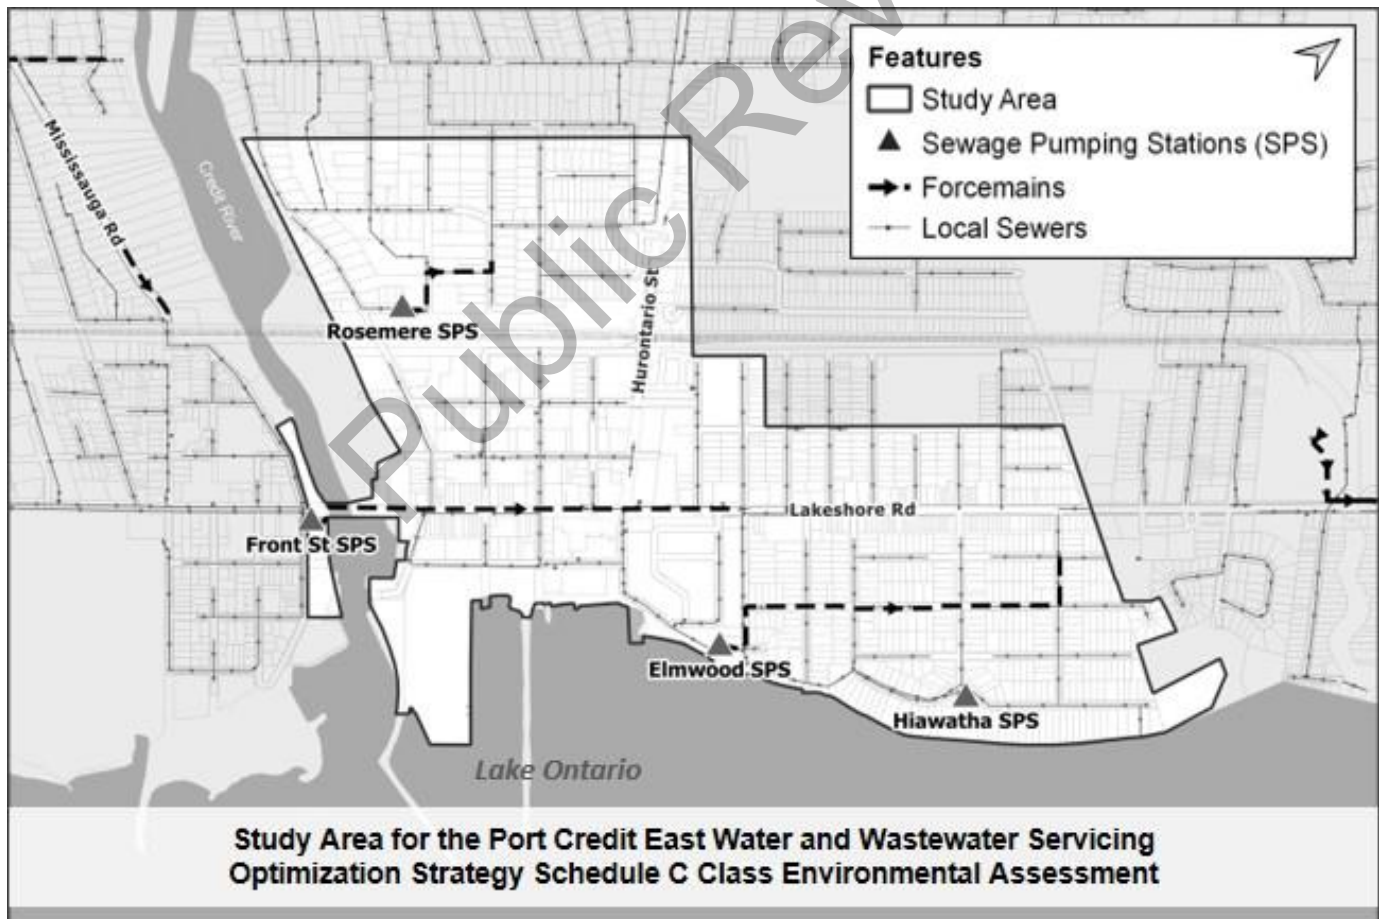 Public Rev
Features
Study Area
Sewage Pumping Stations (SPS)
Forcemains
Local Sewers
Mississauga Rd
Credit River
Rosemere SPS
Hurontario St
Lakeshore Rd
Front St SPS
Elmwood SPS
Hiawatha SPS
Lake Ontario
Study Area for the Port Credit East Water and Wastewater Servicing
Optimization Strategy Schedule C Class Environmental Assessment